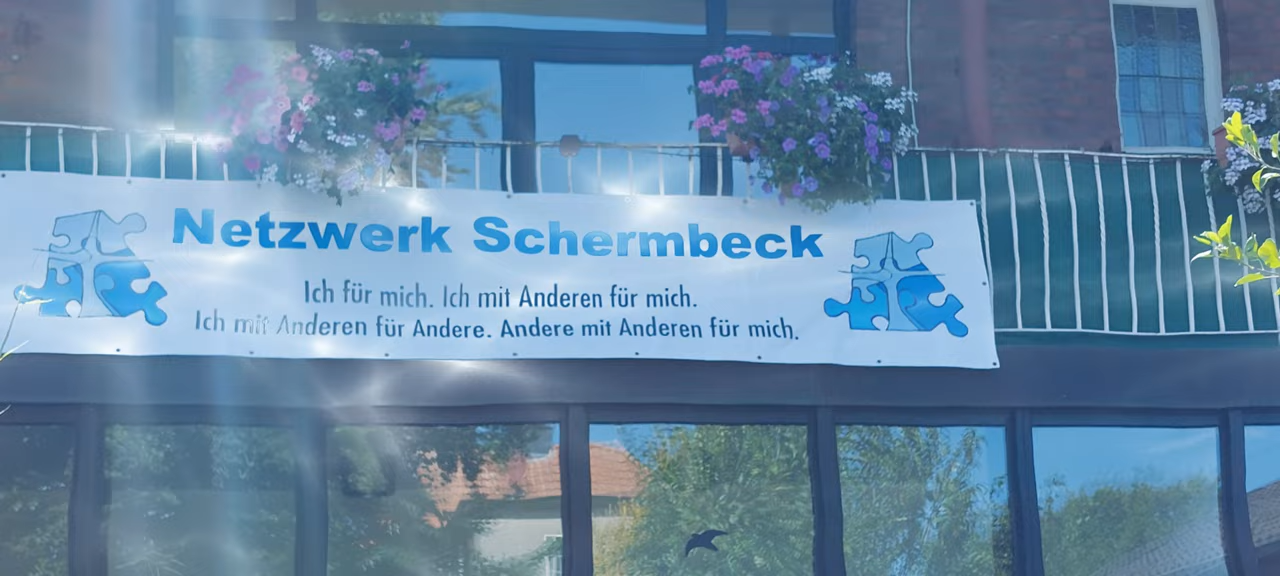 Netzwerk Schermbeck
Ich für mich. Ich mit Anderen für mich.
Ich mit Anderen für Andere. Andere mit Anderen für mich.